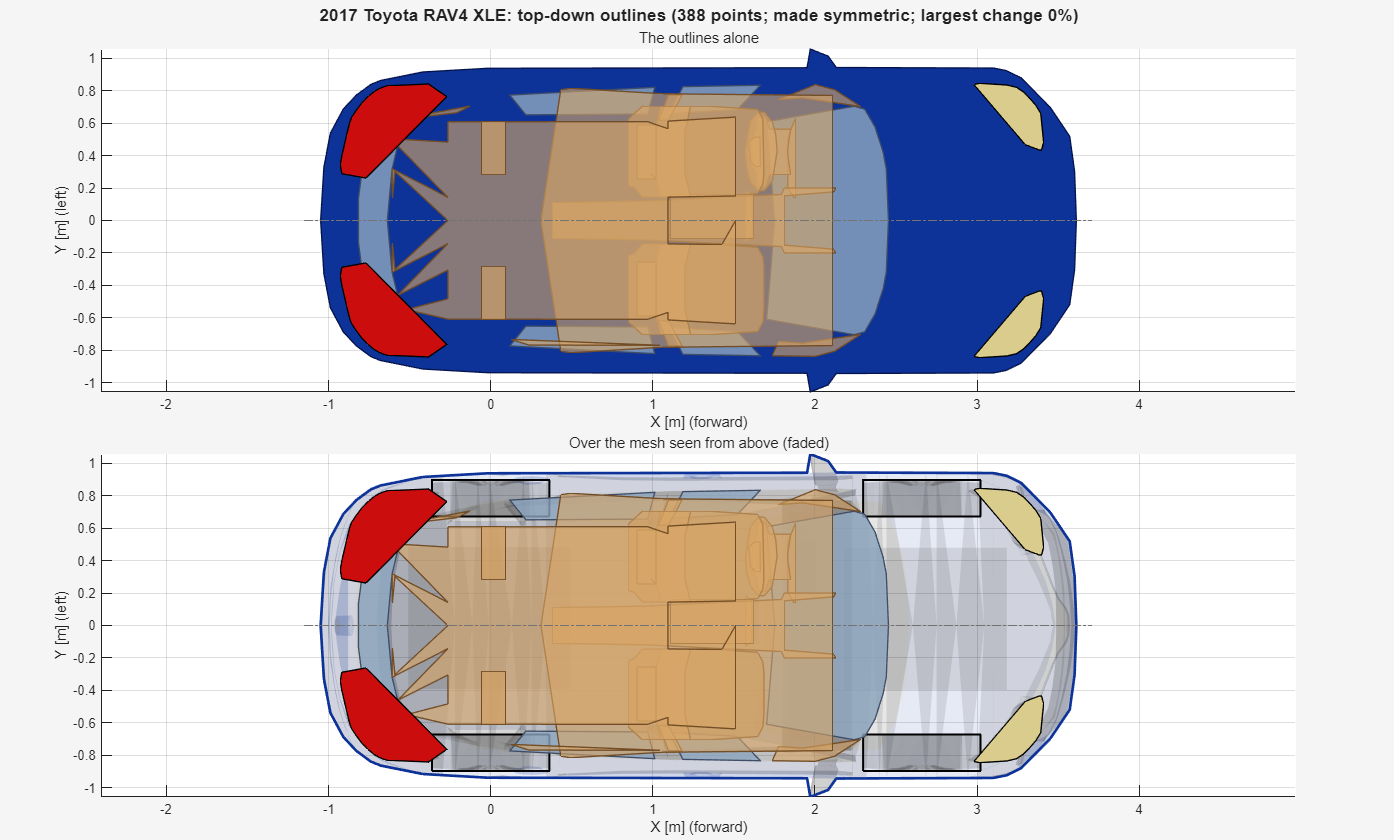 2017 Toyota RAV4 XLE: top-down outlines (388 points; made symmetric; largest change 0%)
The outlines alone
1
0.8
0.6
0.4
0.2
0
-0.2
-0.4
-0.6
-0.8
-1
Y [m] (left)
-2 -1 0 1 2 3 4
X [m] (forward)
Over the mesh seen from above (faded)
1
0.8
0.6
0.4
0.2
0
-0.2
-0.4
-0.6
-0.8
-1
Y [m] (left)
-2 -1 0 1 2 3 4
X [m] (forward)